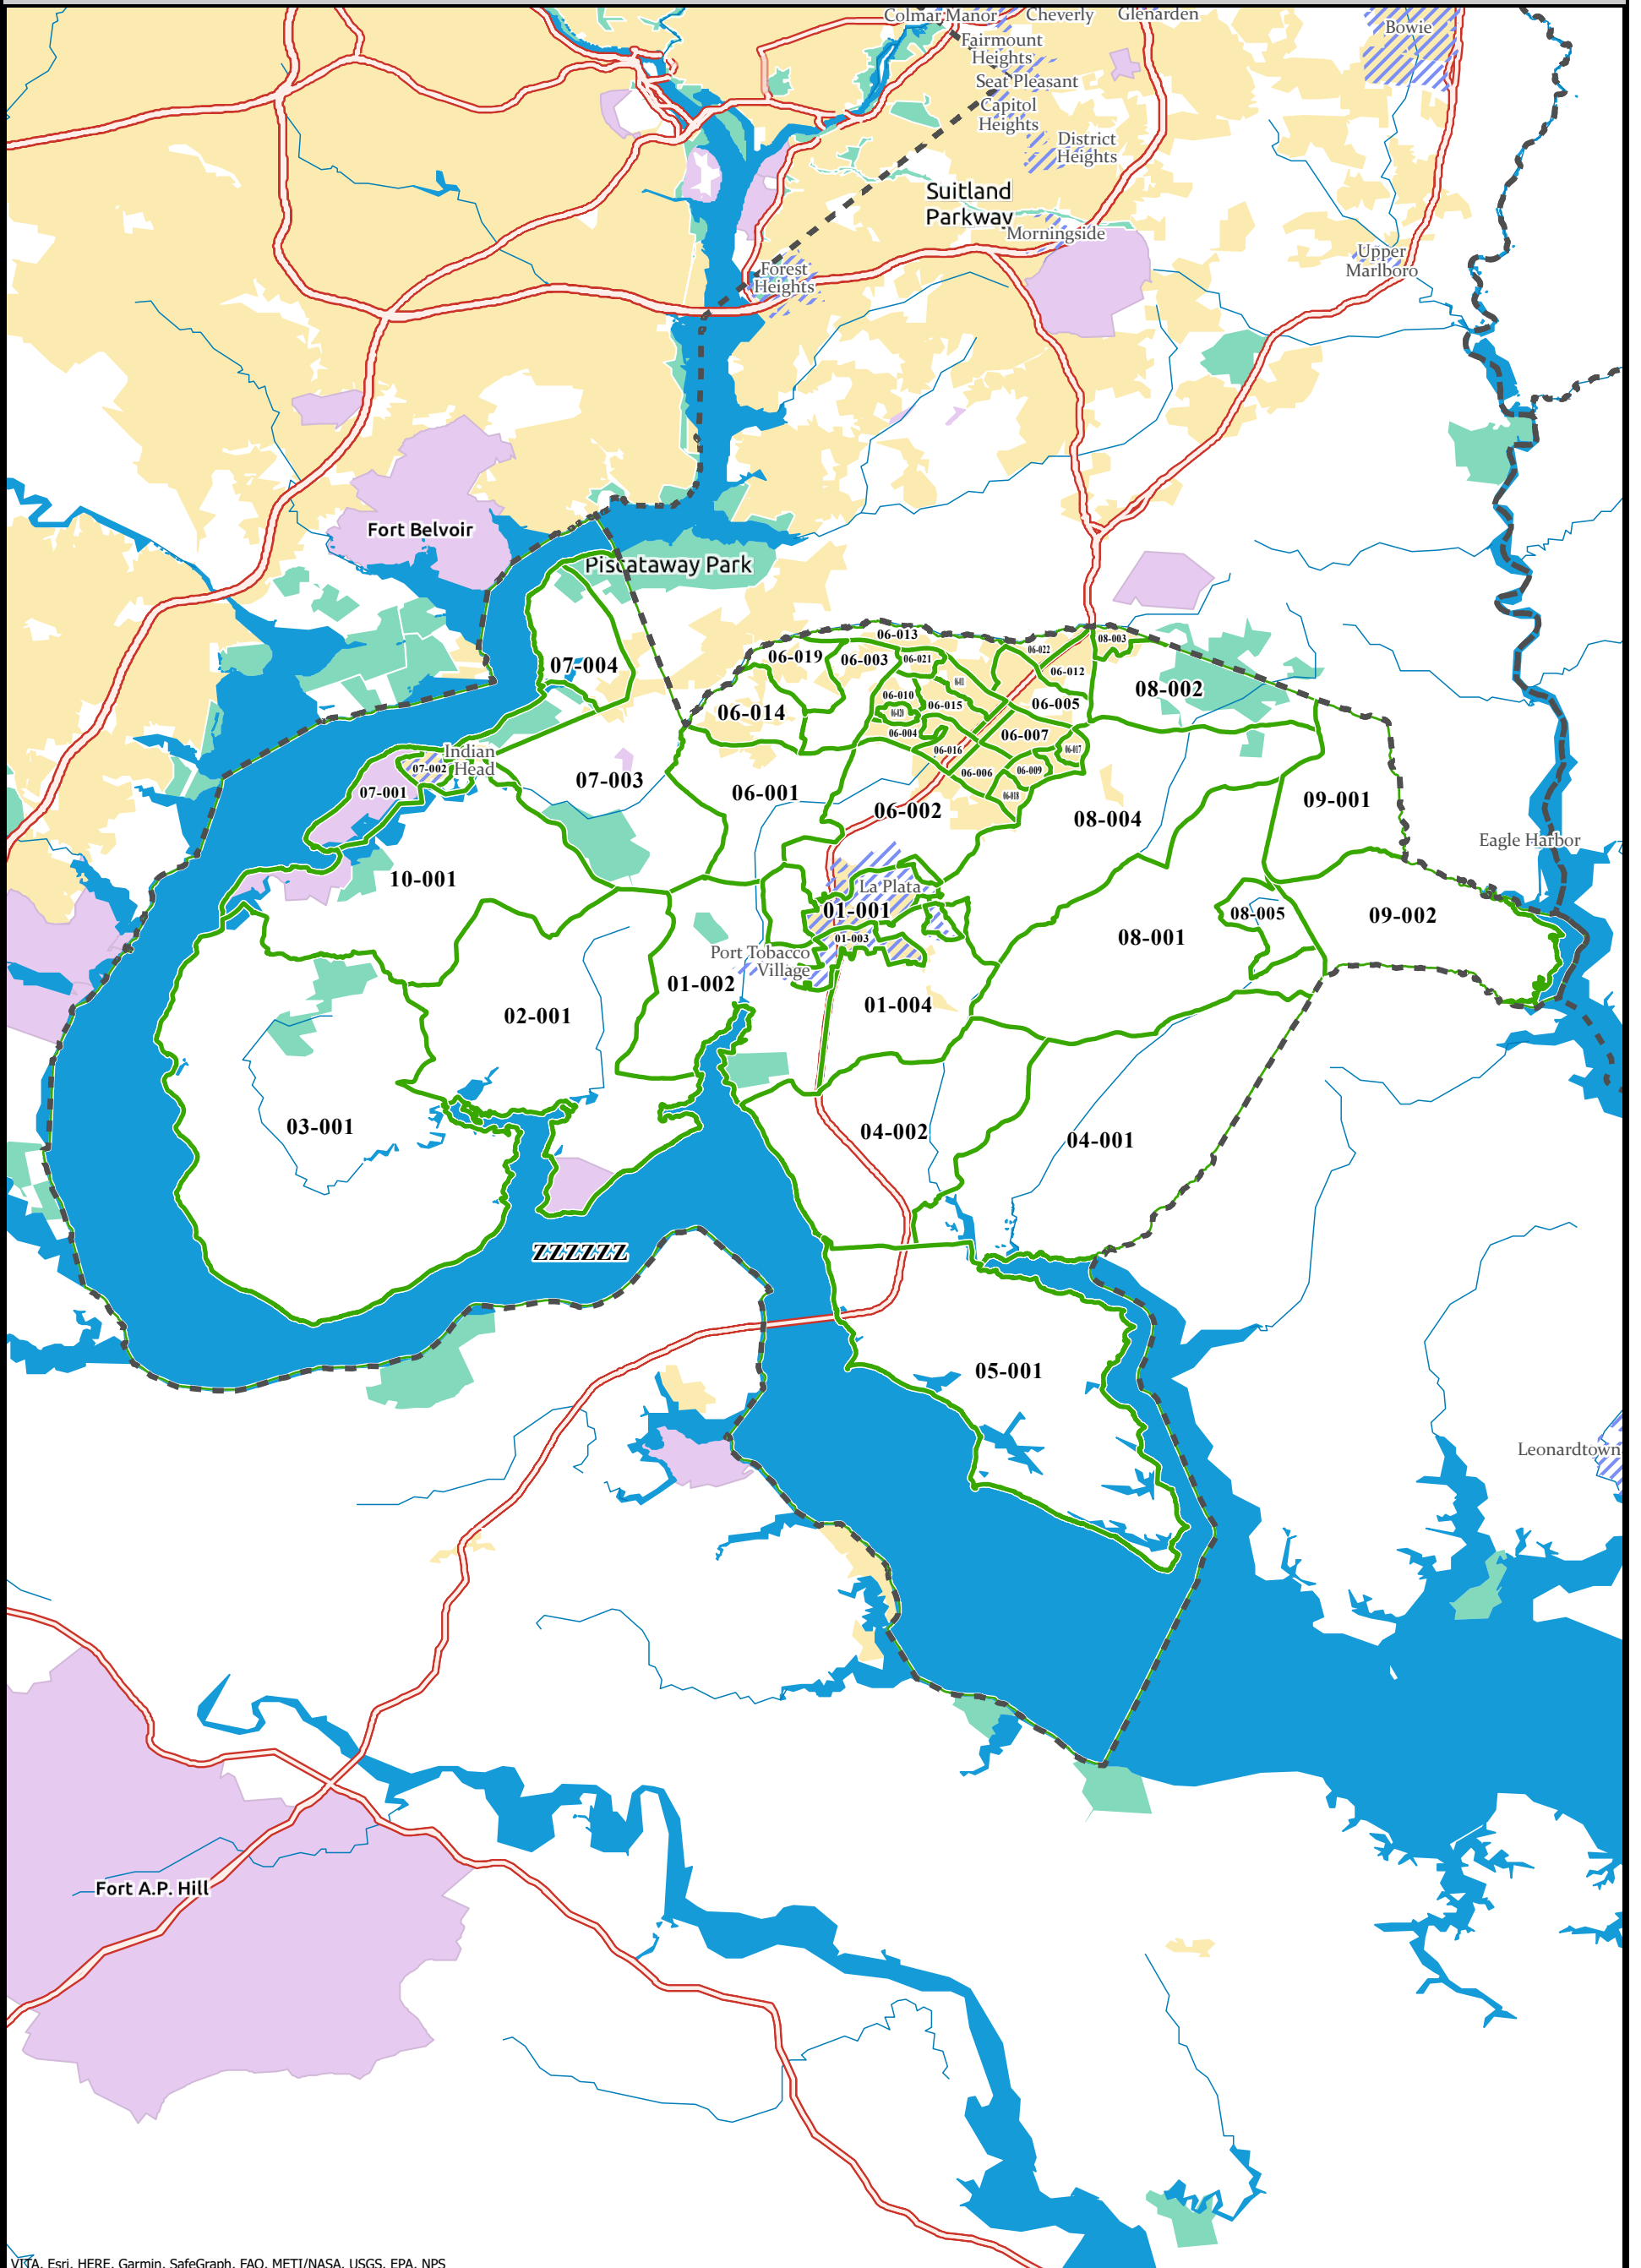 Colmar Manor
Cheverly
Glenarden
Bowie
Fairmount
Heights
Seat Pleasant
Capitol
Heights
District
Heights
Suitland
Parkway
Morningside
Upper
Marlboro
Forest
Heights
Fort Belvoir
Piscataway Park
06-013
08-003
06-022
06-019
06-003
06-021
07-004
06-012
08-002
06-010
06-015
06-005
06-014
06-004
06-007
06-016
06-017
Indian
Head
07-002
07-001
07-003
06-001
06-006
06-009
06-018
06-002
08-004
09-001
Eagle Harbor
10-001
La Plata
01-001
08-005
09-002
01-003
08-001
Port Tobacco
Village
01-002
01-004
02-001
03-001
04-002
04-001
ZZZZZZ
05-001
Leonardtown
Fort A.P. Hill
VITA, Esri, HERE, Garmin, SafeGraph, FAO, METI/NASA, USGS, EPA, NPS